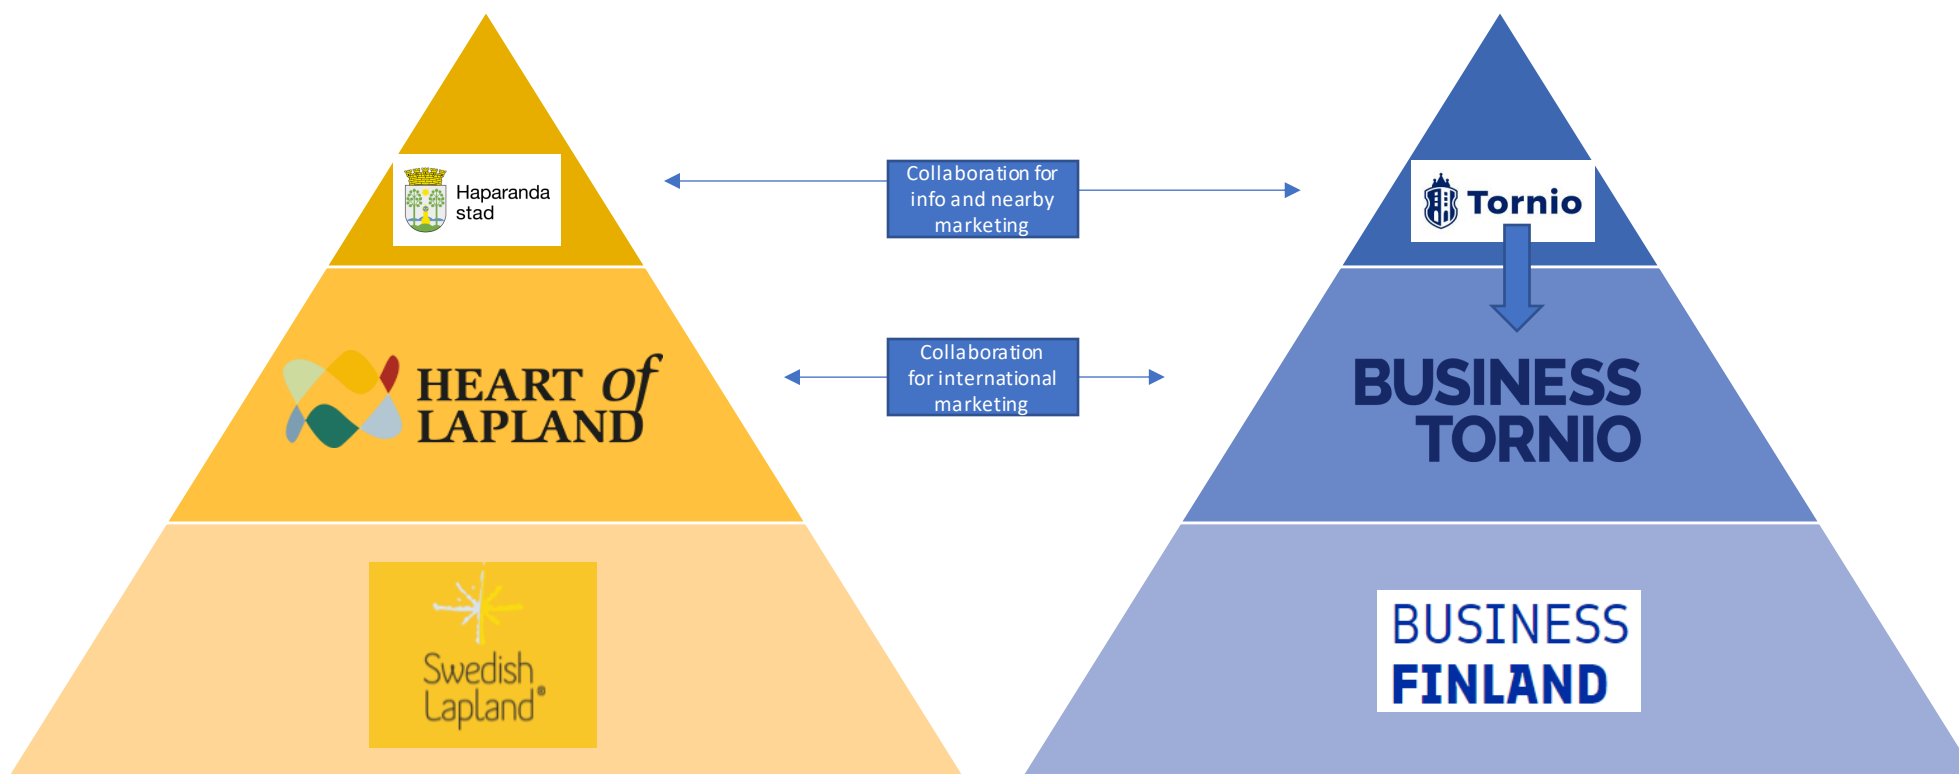 Haparanda
stad
Collaboration for
info and nearby
marketing
Tornio
HEART of
LAPLAND
Collaboration
for international
marketing
BUSINESS
TORNIO
Swedish
Lapland®
BUSINESS
FINLAND